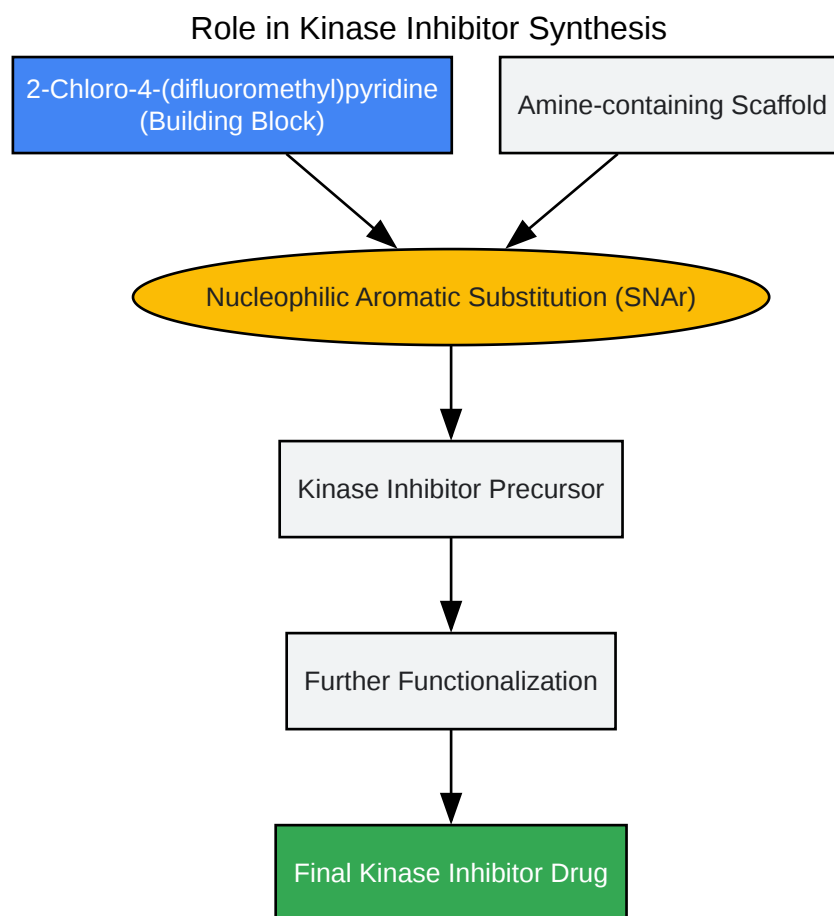 Role in Kinase Inhibitor Synthesis
2-Chloro-4-(difluoromethyl)pyridine
(Building Block)
Amine-containing Scaffold
Nucleophilic Aromatic Substitution (SNAr)
Kinase Inhibitor Precursor
Further Functionalization
Final Kinase Inhibitor Drug